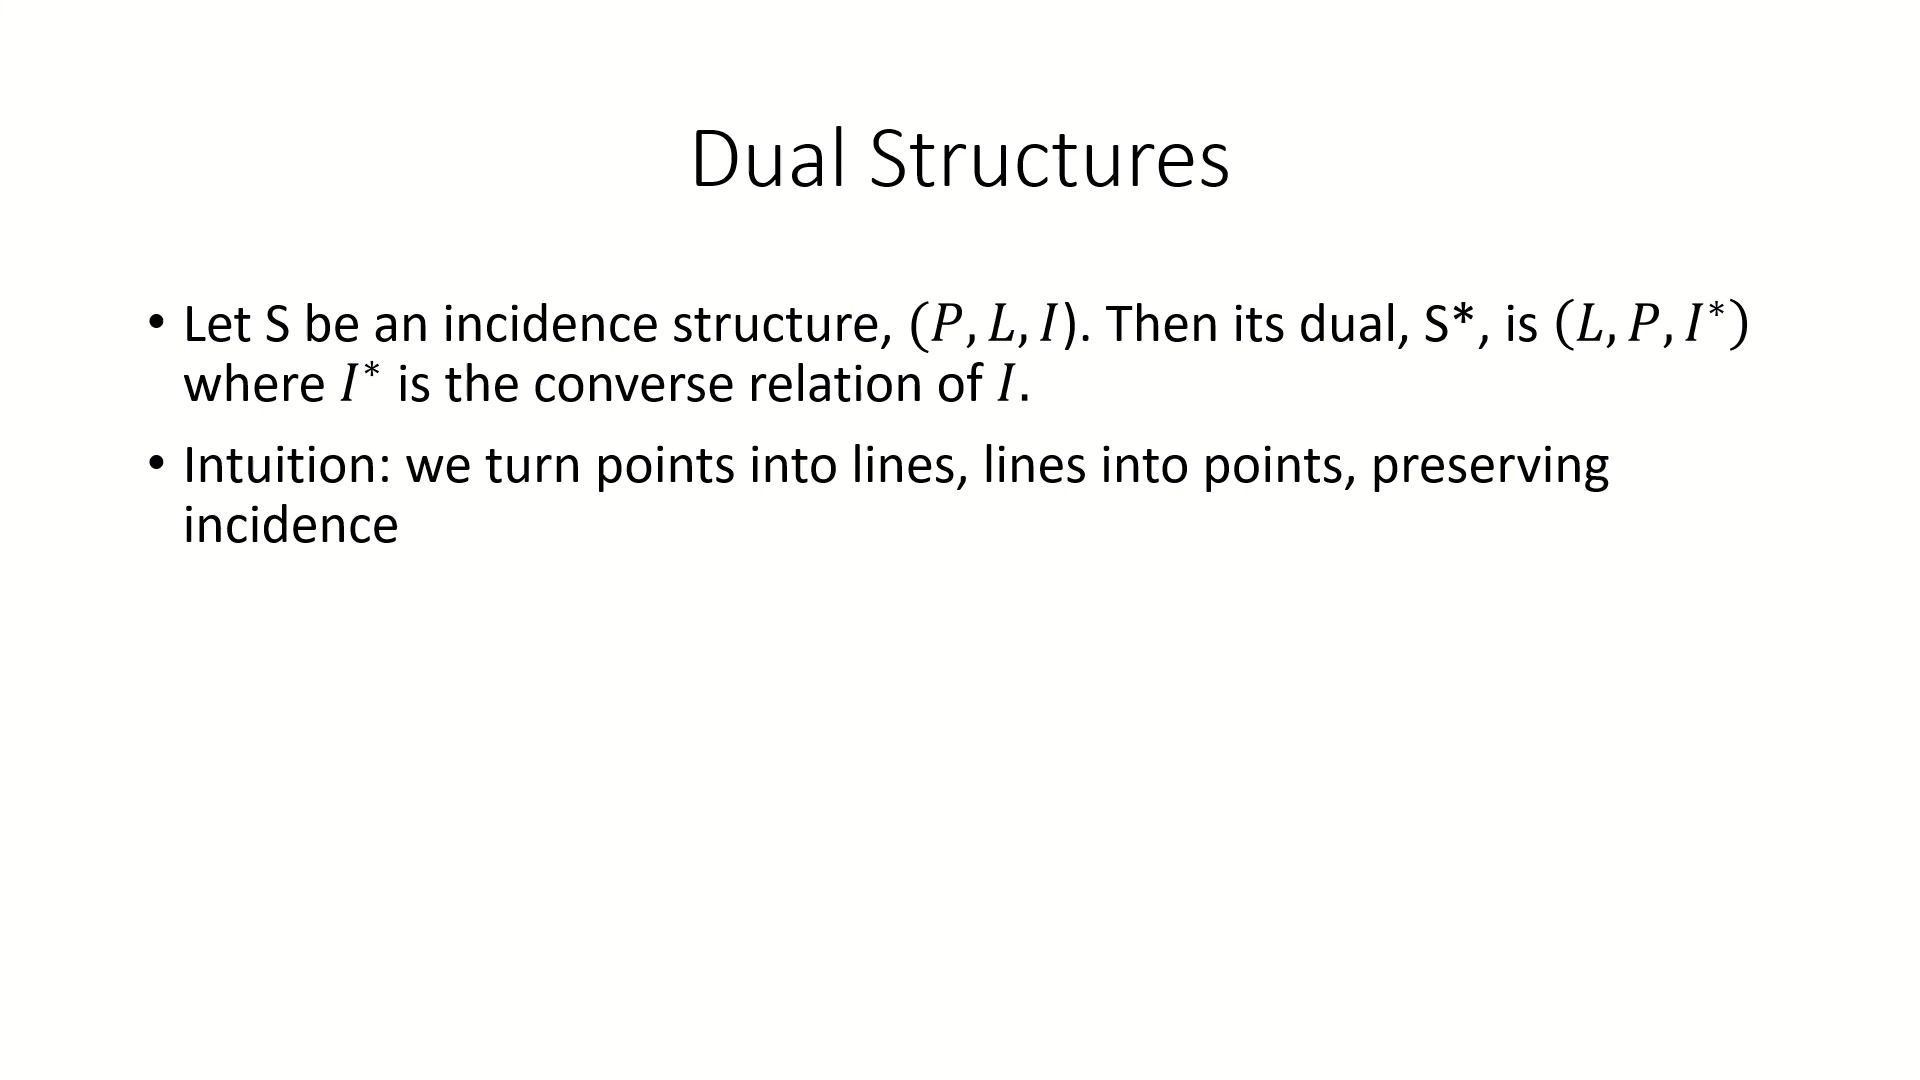 Dual Structures
• Let S be an incidence structure, (𝑃, 𝐿, 𝐼). Then its dual, S*, is (𝐿, 𝑃, 𝐼*)
where 𝐼* is the converse relation of 𝐼.
• Intuition: we turn points into lines, lines into points, preserving
incidence